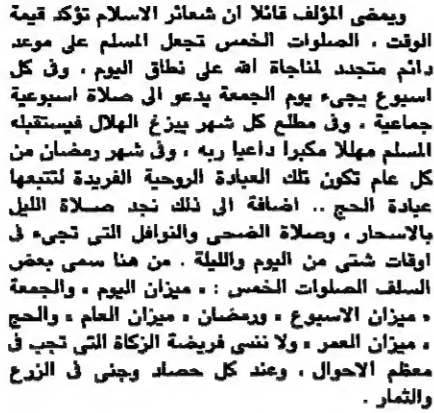 ويمضى المؤلف قائلا ان شعائر الاسلام تؤكد قيمة
الوقت ، الصلوات الخمس تجعل المسلم على موعد
دائم متجدد لمناجاة الله على نطاق اليوم ، وفى كل
اسبوع يجىء يوم الجمعة يدعو الى صلاة اسبوعية
جماعية ، وفى مطلع كل شهر يبزغ الهلال فيستقبله
المسلم مهللا مكبرا داعيا ربه ، وفى شهر رمضان من
كل عام تكون تلك العبادة الروحية الفريدة لتتبعها
عبادة الحج .. اضافة الى ذلك نجد صلاة الليل
بالاسحار ، وصلاة الضحى والنوافل التى تجىء فى
اوقات شتى من اليوم والليلة . من هنا سمى بعض
السلف الصلوات الخمس : « ميزان اليوم » والجمعة
« ميزان الاسبوع » ورمضان « ميزان العام » والحج
« ميزان العمر » ولا ننسى فريضة الزكاة التى تجب فى
معظم الاحوال ، وعند كل حصاد وجنى فى الزرع
والثمار .